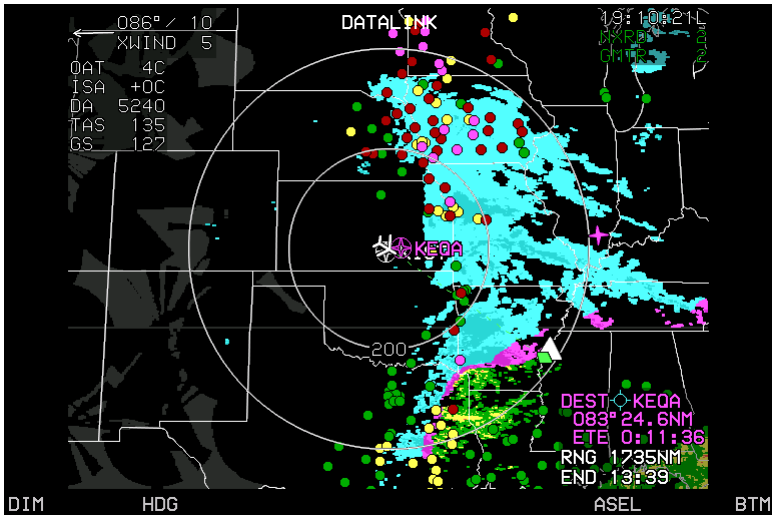 086°/ 10
XWIND 5
DATALINK
19:10:21L
NXRD
GMTR
OAT 4C
ISA +0C
DA 5240
TAS 135
GS 127
KEQA
200
DEST KEQA
083°24.6NM
ETE 0:11:36
RNG 1735NM
END 13:39
DIM HDG ASEL BTM